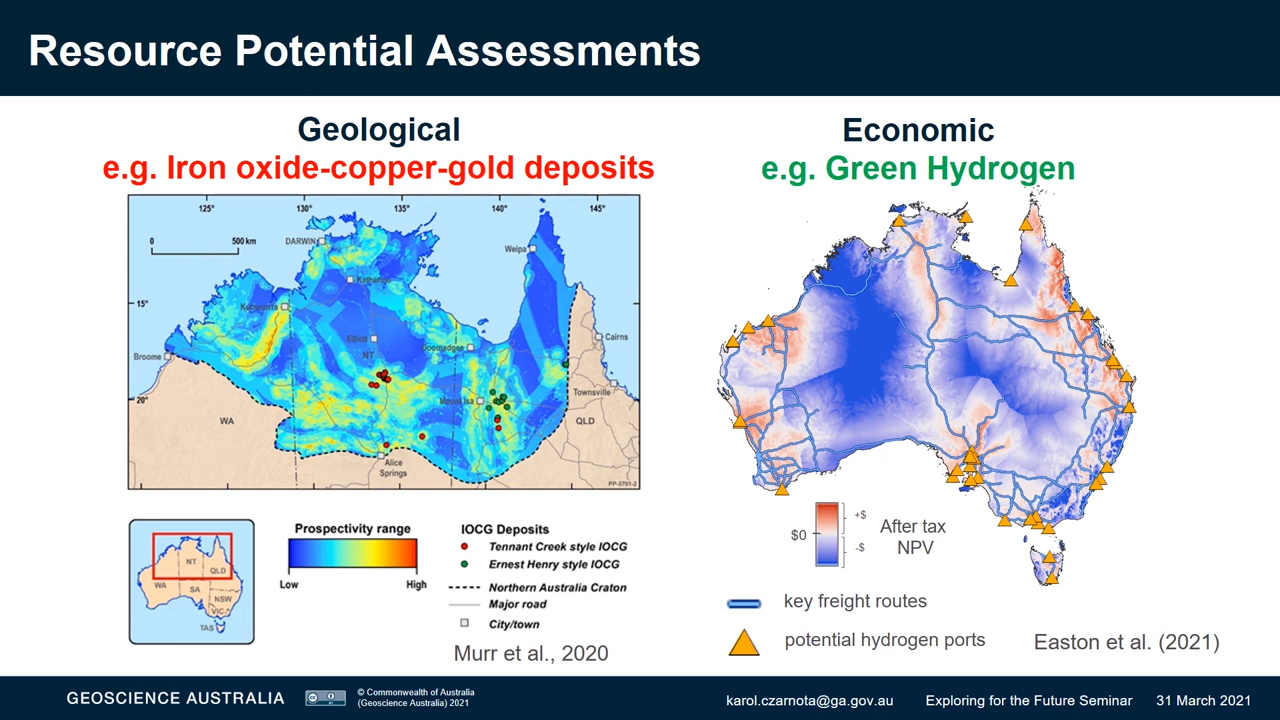 Resource Potential Assessments
Geological
e.g. Iron oxide-copper-gold deposits
125°
130°
135°
140°
145°
0
500 km
DARWIN
Weipa
Katherine
15°
Kununurra
Elliott
Cairns
Broome
NT
Doomadgee
Townsville
20°
Mount Isa
WA
QLD
Alice
Springs
PP-3701-2
NT
QLD
WA
SA
NSW
VIC
TAS
Prospectivity range
Low
High
IOCG Deposits
Tennant Creek style IOCG
Ernest Henry style IOCG
Northern Australia Craton
Major road
City/town
Murr et al., 2020
Economic
e.g. Green Hydrogen
+$
$0
-$
After tax
NPV
key freight routes
potential hydrogen ports
Easton et al. (2021)
GEOSCIENCE AUSTRALIA
cc
BY
© Commonwealth of Australia
(Geoscience Australia) 2021
karol.czarnota@ga.gov.au
Exploring for the Future Seminar
31 March 2021